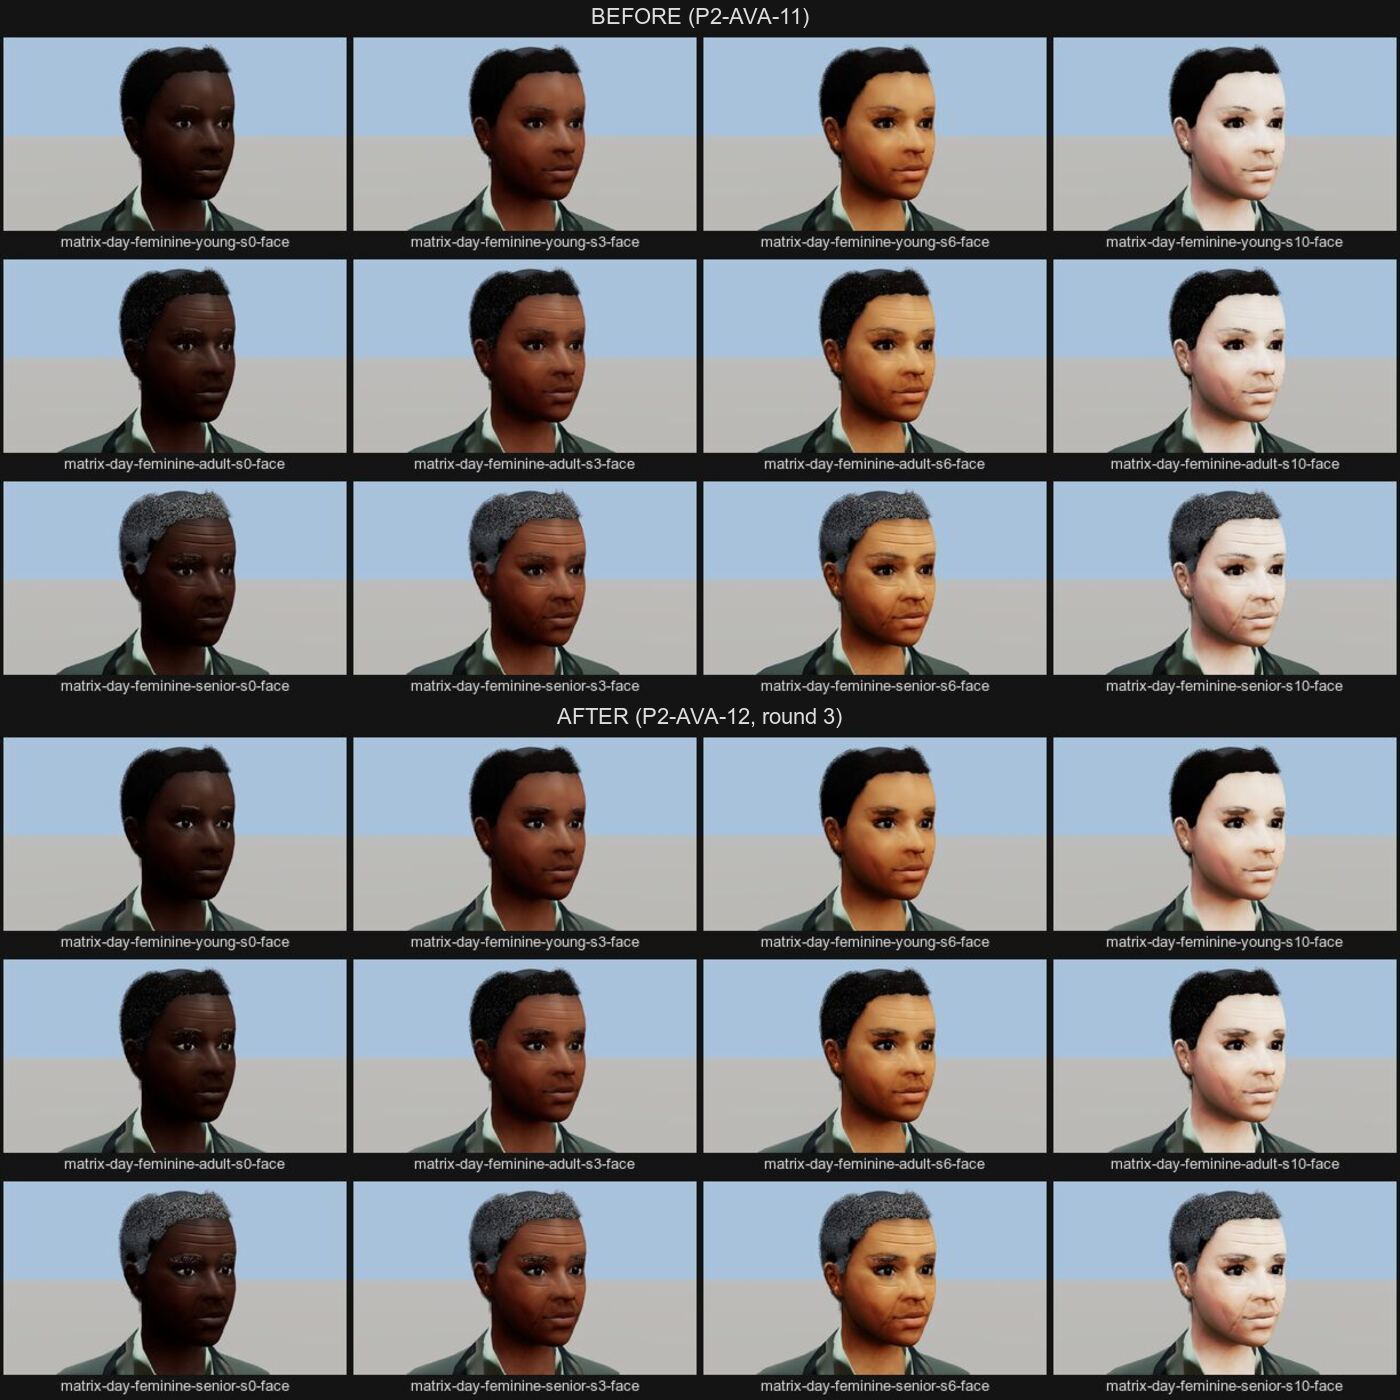 BEFORE (P2-AVA-11)
matrix-day-feminine-young-s0-face
matrix-day-feminine-young-s3-face
matrix-day-feminine-young-s6-face
matrix-day-feminine-young-s10-face
matrix-day-feminine-adult-s0-face
matrix-day-feminine-adult-s3-face
matrix-day-feminine-adult-s6-face
matrix-day-feminine-adult-s10-face
matrix-day-feminine-senior-s0-face
matrix-day-feminine-senior-s3-face
matrix-day-feminine-senior-s6-face
matrix-day-feminine-senior-s10-face
AFTER (P2-AVA-12, round 3)
matrix-day-feminine-young-s0-face
matrix-day-feminine-young-s3-face
matrix-day-feminine-young-s6-face
matrix-day-feminine-young-s10-face
matrix-day-feminine-adult-s0-face
matrix-day-feminine-adult-s3-face
matrix-day-feminine-adult-s6-face
matrix-day-feminine-adult-s10-face
matrix-day-feminine-senior-s0-face
matrix-day-feminine-senior-s3-face
matrix-day-feminine-senior-s6-face
matrix-day-feminine-senior-s10-face